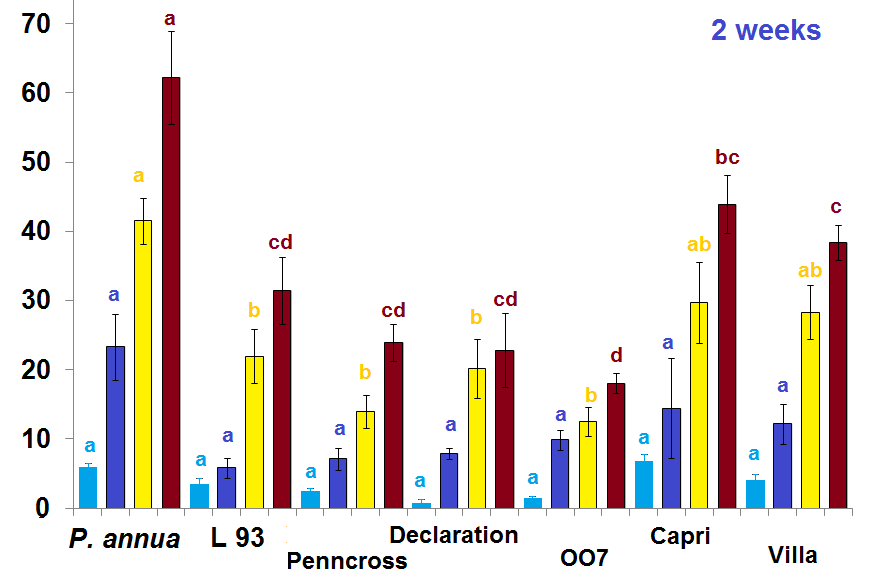 2 weeks
70
60
50
40
30
20
10
0
a a a a
a a b cd
a a b cd
a a b cd
a a b d
a a ab bc
a a ab c
P. annua
L 93
Penncross
Declaration
OO7
Capri
Villa